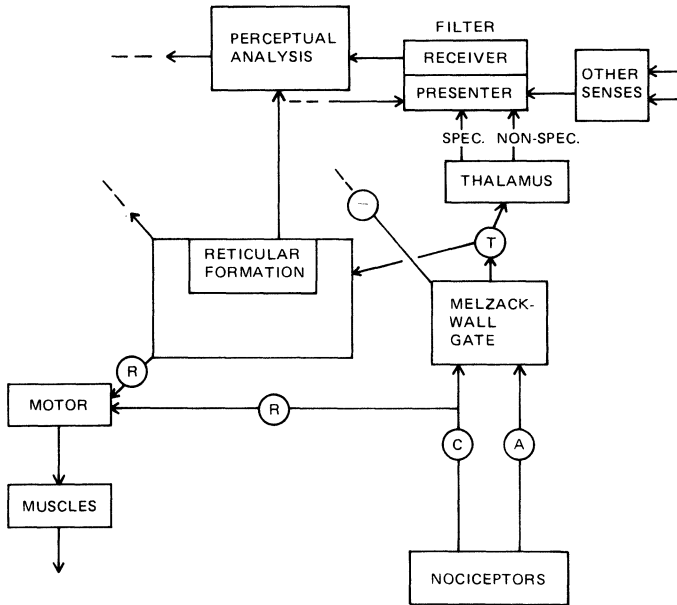 FILTER
PERCEPTUAL
ANALYSIS
RECEIVER
PRESENTER
OTHER
SENSES
SPEC. NON-SPEC.
THALAMUS
−
T
RETICULAR
FORMATION
MELZACK-
WALL
GATE
R
MOTOR
R
C
A
MUSCLES
NOCICEPTORS